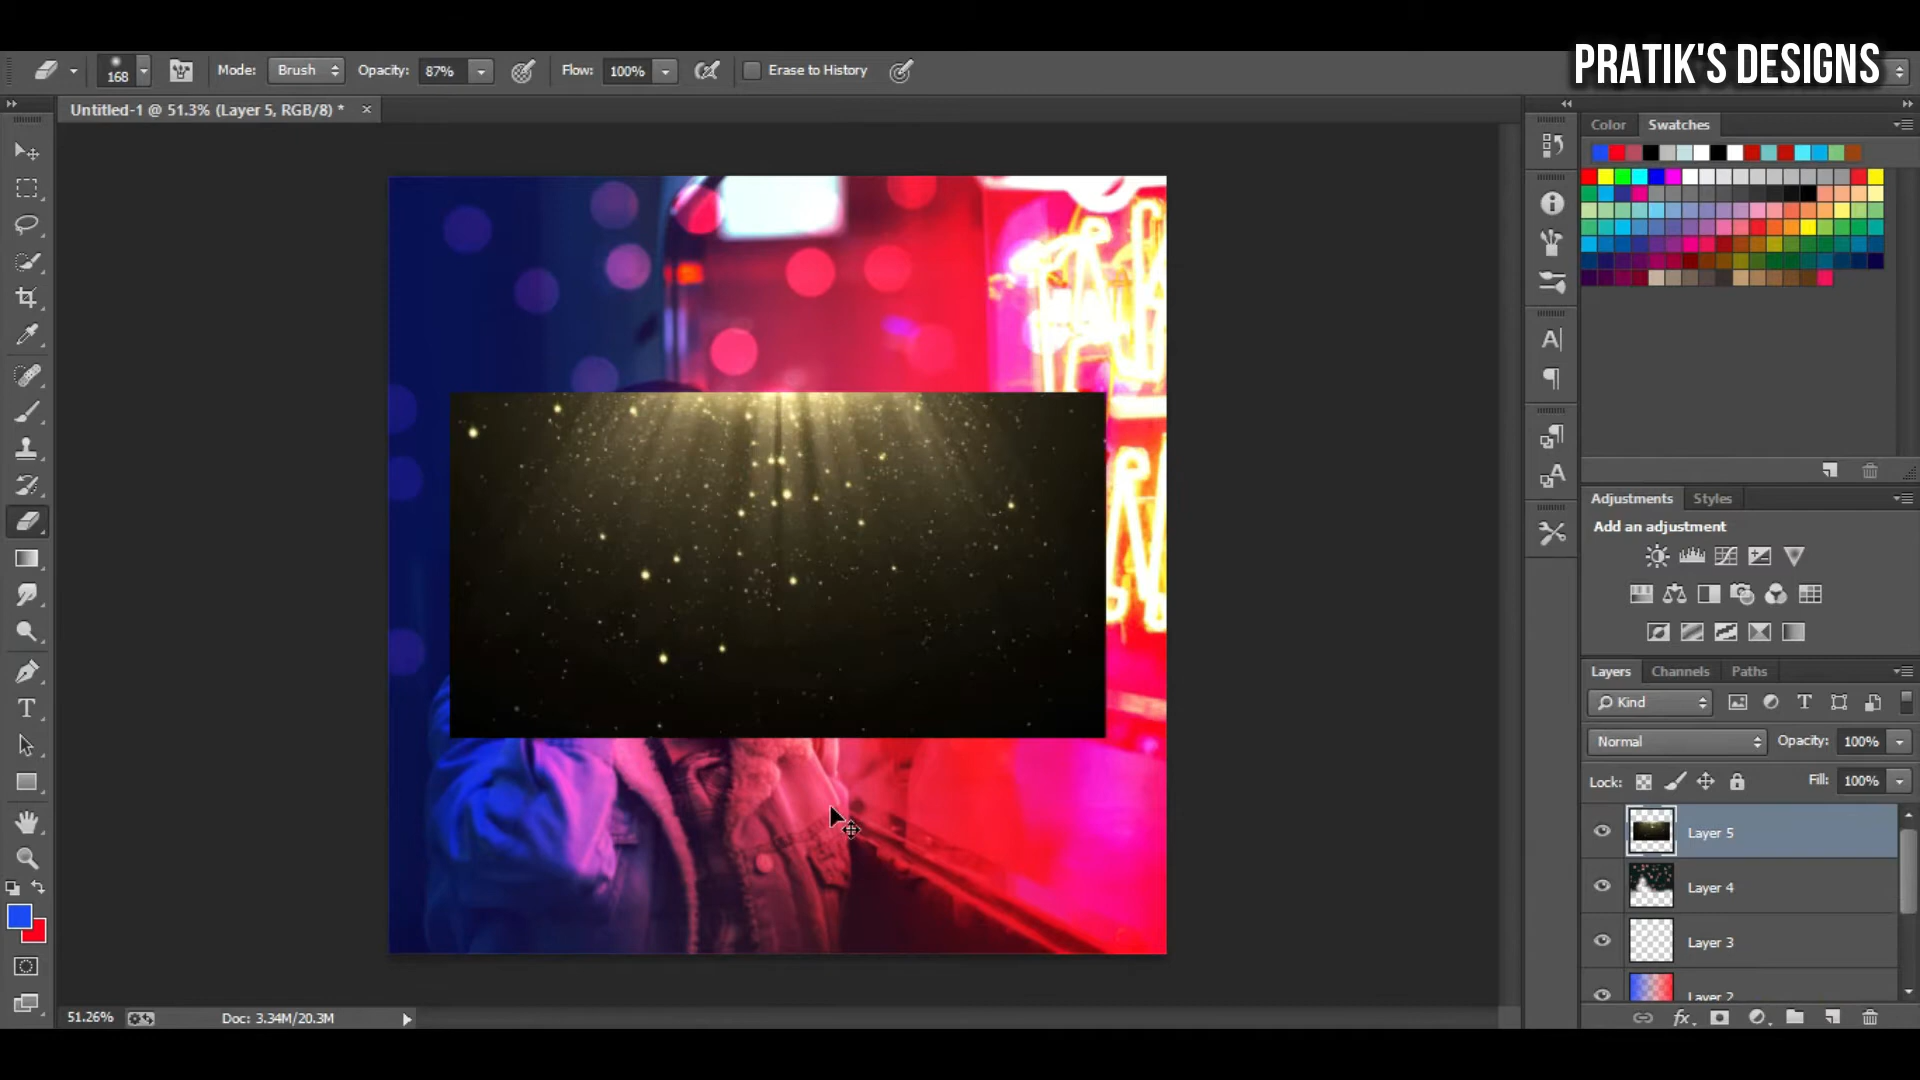 PRATIK'S DESIGNS
168
Mode: Brush Opacity: 87% Flow: 100% Erase to History
Untitled-1 @ 51.3% (Layer 5, RGB/8) * ×
Color Swatches
Adjustments Styles
Add an adjustment
Layers Channels Paths
Kind
Normal Opacity: 100%
Lock: Fill: 100%
Layer 5
Layer 4
Layer 3
Layer 2
51.26% Doc: 3.34M/20.3M